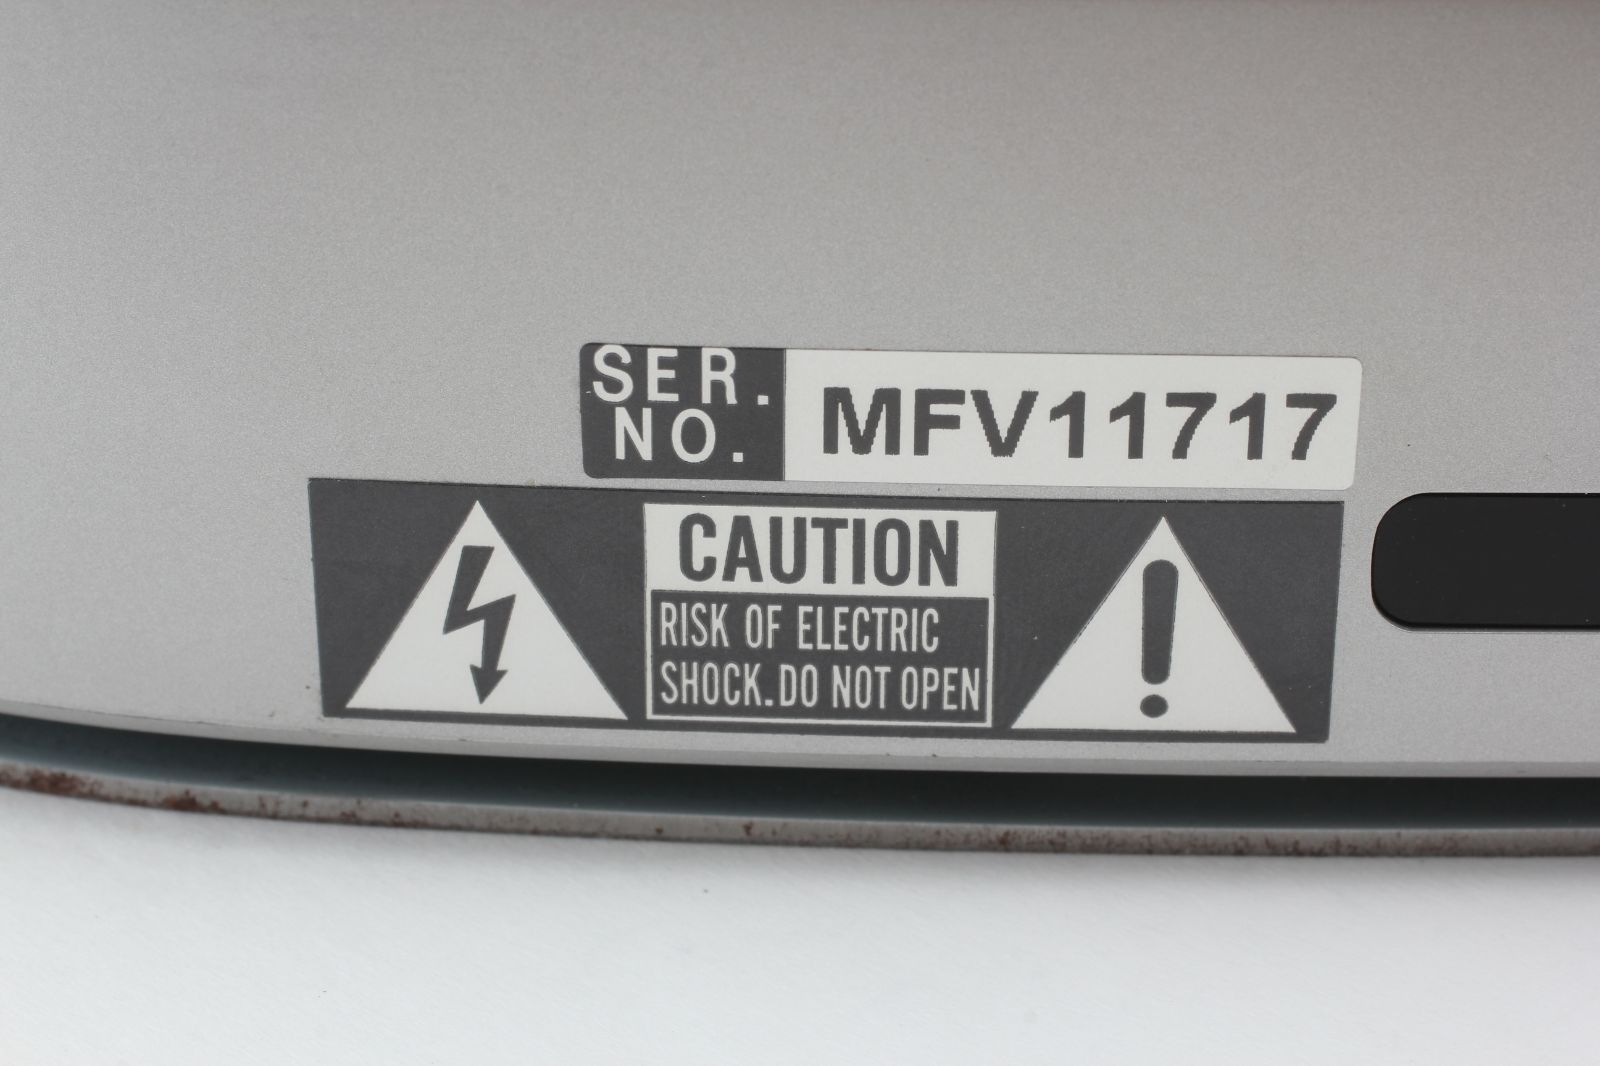 SER.
NO.
MFV11717
CAUTION
RISK OF ELECTRIC
SHOCK. DO NOT OPEN